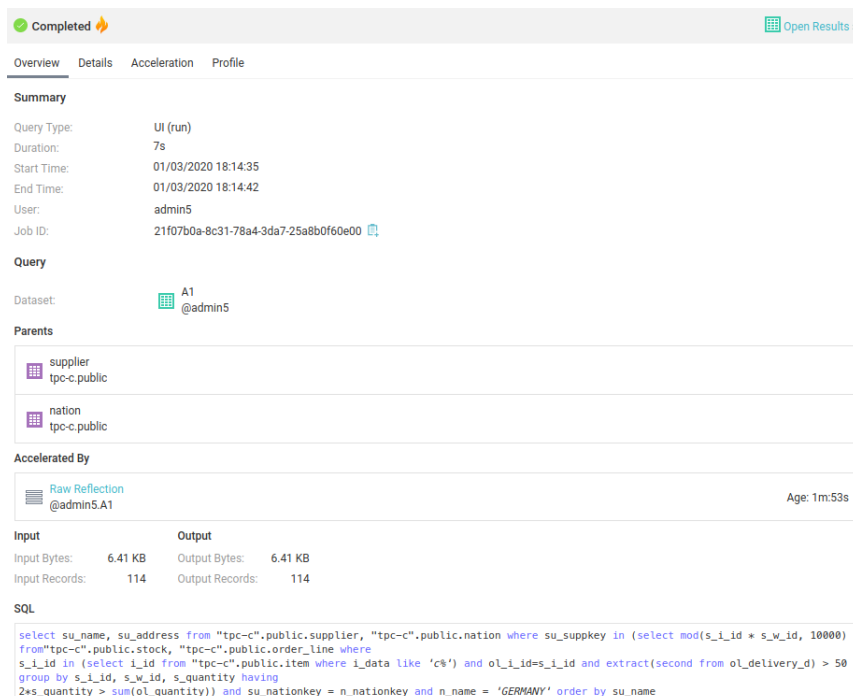 Completed
Open Results
Overview Details Acceleration Profile
Summary
Query Type: UI (run)
Duration: 7s
Start Time: 01/03/2020 18:14:35
End Time: 01/03/2020 18:14:42
User: admin5
Job ID: 21f07b0a-8c31-78a4-3da7-25a8b0f60e00
Query
Dataset: A1
@admin5
Parents
supplier
tpc-c.public
nation
tpc-c.public
Accelerated By
Raw Reflection
@admin5.A1
Age: 1m:53s
Input Output
Input Bytes: 6.41 KB Output Bytes: 6.41 KB
Input Records: 114 Output Records: 114
SQL
select su_name, su_address from "tpc-c".public.supplier, "tpc-c".public.nation where su_suppkey in (select mod(s_i_id * s_w_id, 10000)
from"tpc-c".public.stock, "tpc-c".public.order_line where
s_i_id in (select i_id from "tpc-c".public.item where i_data like 'c%') and ol_i_id=s_i_id and extract(second from ol_delivery_d) > 50
group by s_i_id, s_w_id, s_quantity having
2*s_quantity > sum(ol_quantity)) and su_nationkey = n_nationkey and n_name = 'GERMANY' order by su_name